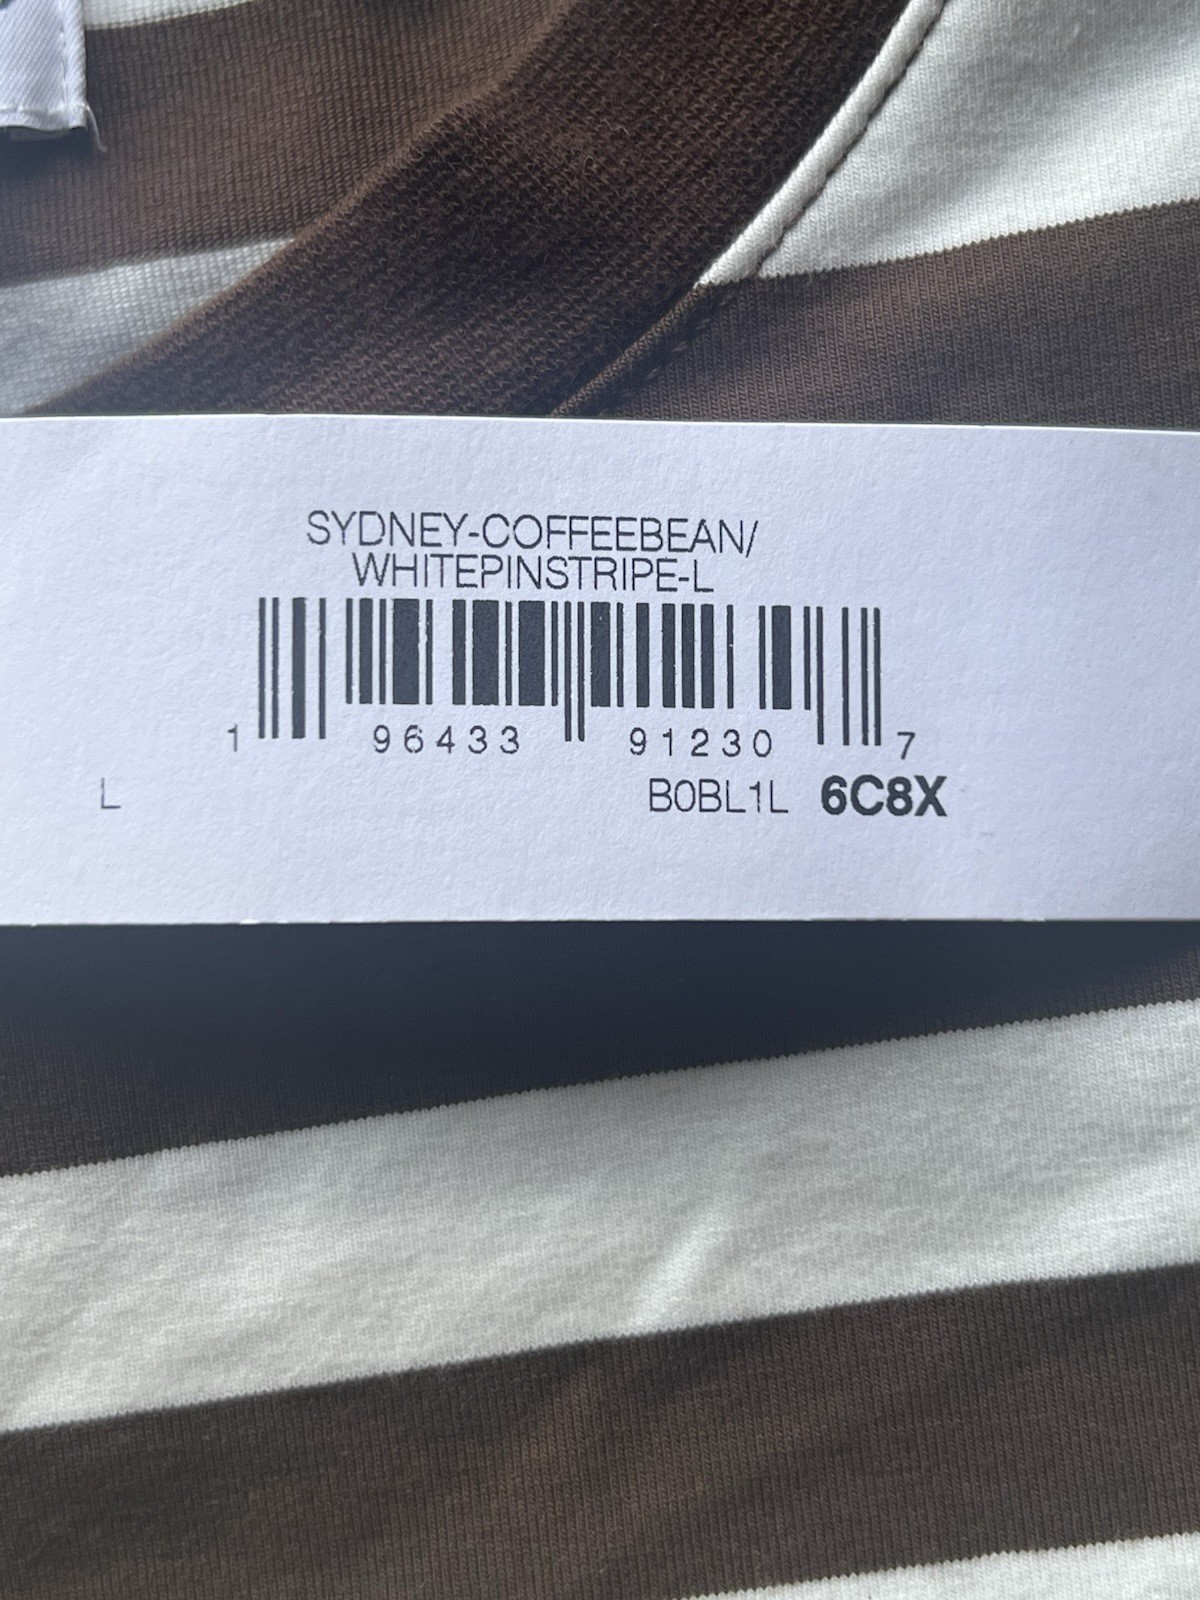 SYDNEY-COFFEEBEAN/
WHITEPINSTRIPE-L
1 96433 91230 7
L B0BL1L 6C8X